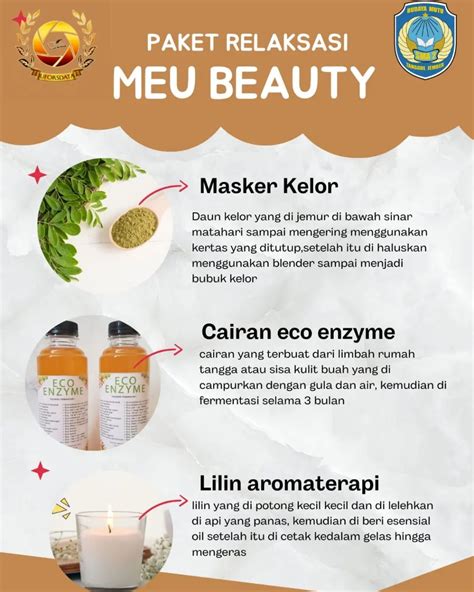 BUDAYA MUTU
TANGGUL JEMBER
PAKET RELAKSASI
MEU BEAUTY
Masker Kelor
Daun kelor yang di jemur di bawah sinar
matahari sampai mengering menggunakan
kertas yang ditutup,setelah itu di haluskan
menggunakan blender sampai menjadi
bubuk kelor
Cairan eco enzyme
cairan yang terbuat dari limbah rumah
tangga atau sisa kulit buah yang di
campurkan dengan gula dan air, kemudian di
fermentasi selama 3 bulan
ECO
ENZYME
ECO
ENZYME
Lilin aromaterapi
lilin yang di potong kecil kecil dan di lelehkan
di api yang panas, kemudian di beri esensial
oil setelah itu di cetak kedalam gelas hingga
mengeras